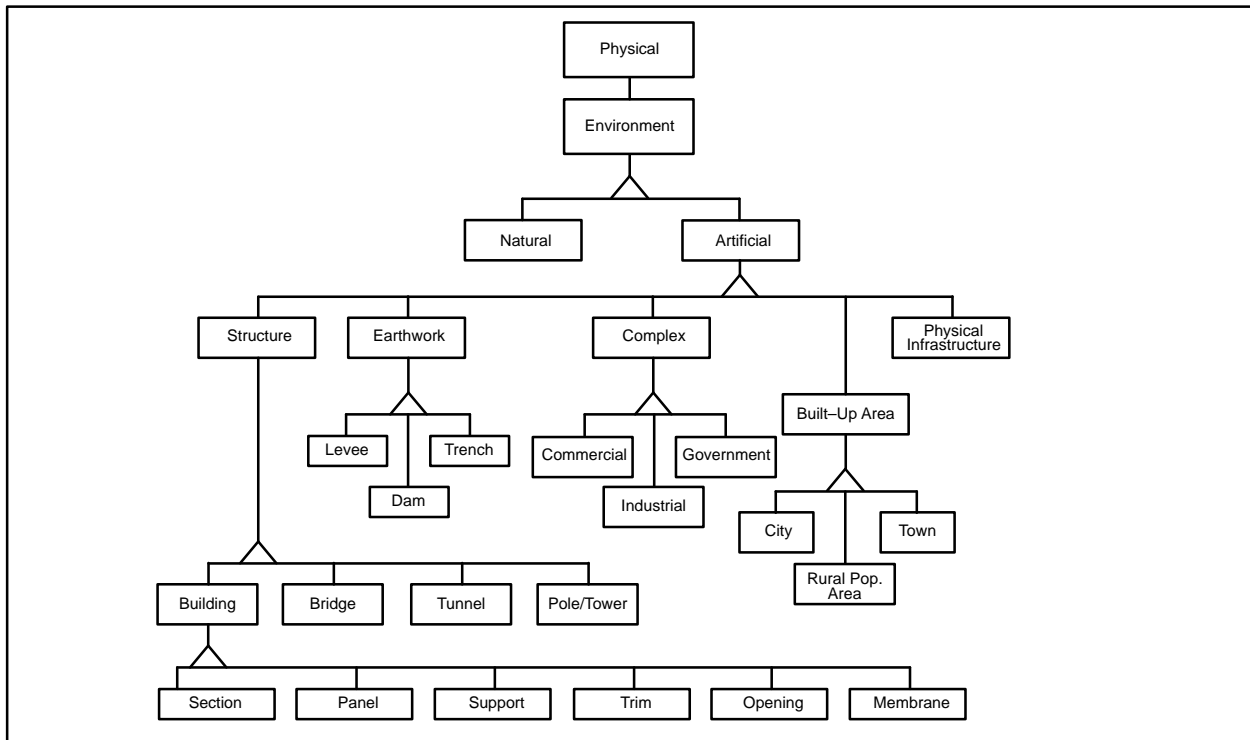 Physical
Environment
Natural
Artificial
Structure
Earthwork
Complex
Physical
Infrastructure
Built–Up Area
Levee
Trench
Commercial
Government
Dam
Industrial
City
Town
Rural Pop.
Area
Building
Bridge
Tunnel
Pole/Tower
Section
Panel
Support
Trim
Opening
Membrane